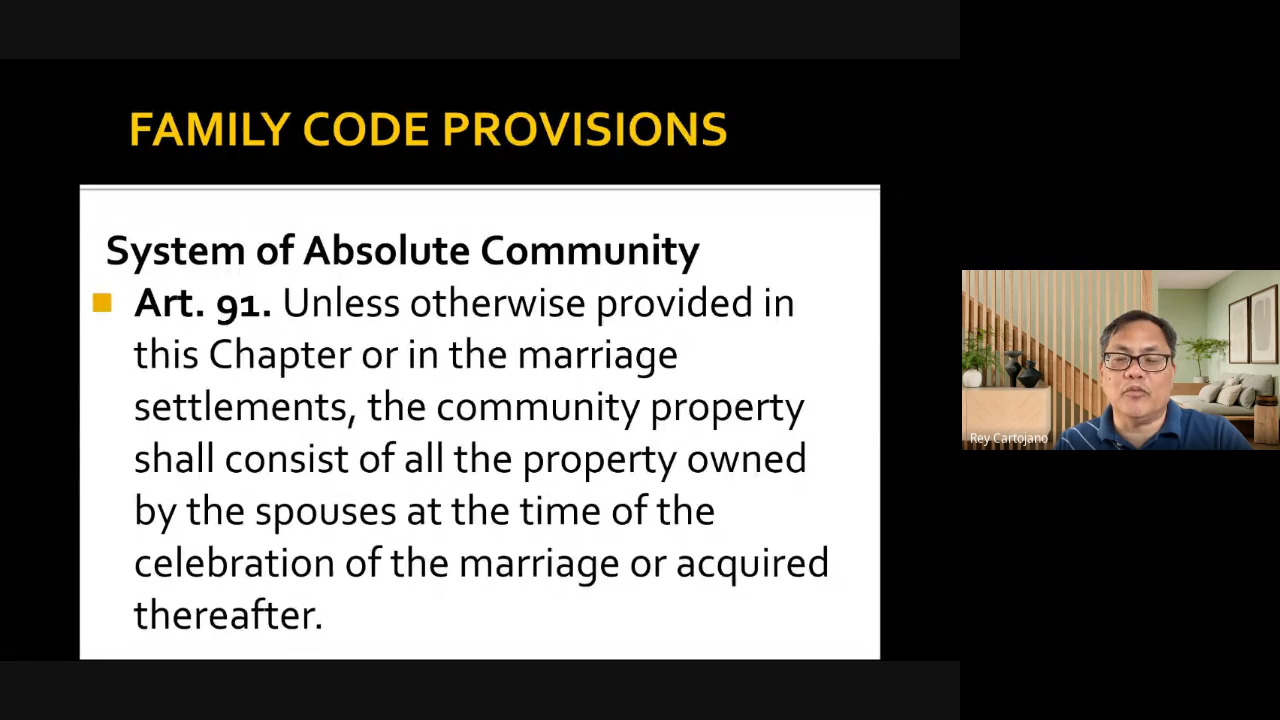 FAMILY CODE PROVISIONS
System of Absolute Community
Art. 91. Unless otherwise provided in
this Chapter or in the marriage
settlements, the community property
shall consist of all the property owned
by the spouses at the time of the
celebration of the marriage or acquired
thereafter.
Rey Cartojano